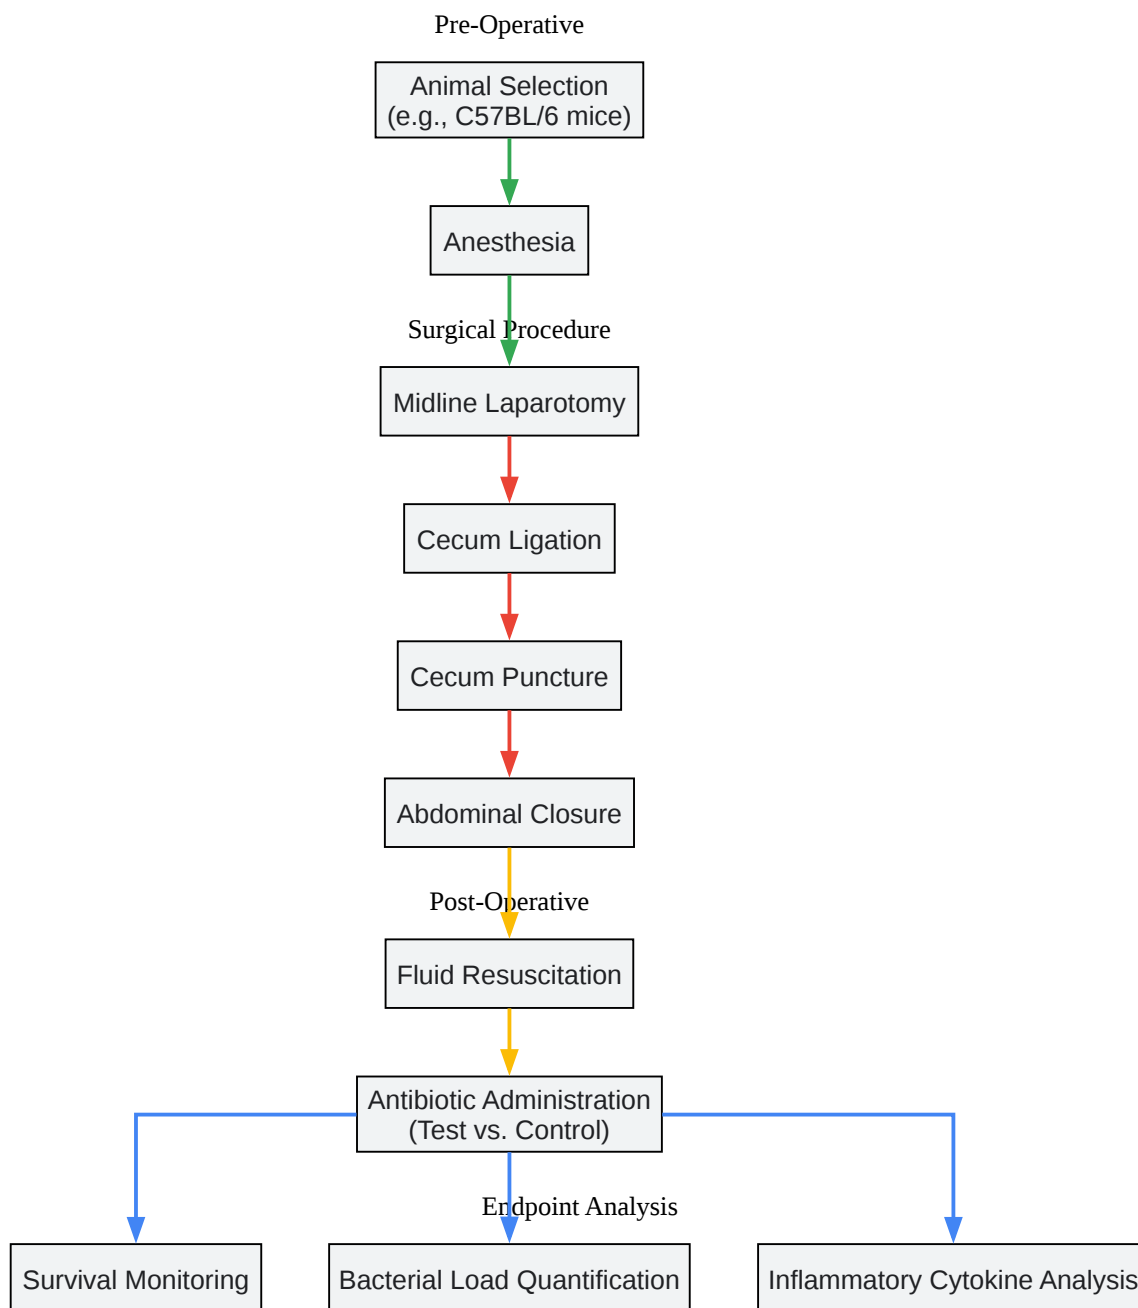 Pre-Operative
Animal Selection
(e.g., C57BL/6 mice)
Anesthesia
Surgical Procedure
Midline Laparotomy
Cecum Ligation
Cecum Puncture
Abdominal Closure
Post-Operative
Fluid Resuscitation
Antibiotic Administration
(Test vs. Control)
Endpoint Analysis
Survival Monitoring
Bacterial Load Quantification
Inflammatory Cytokine Analysis